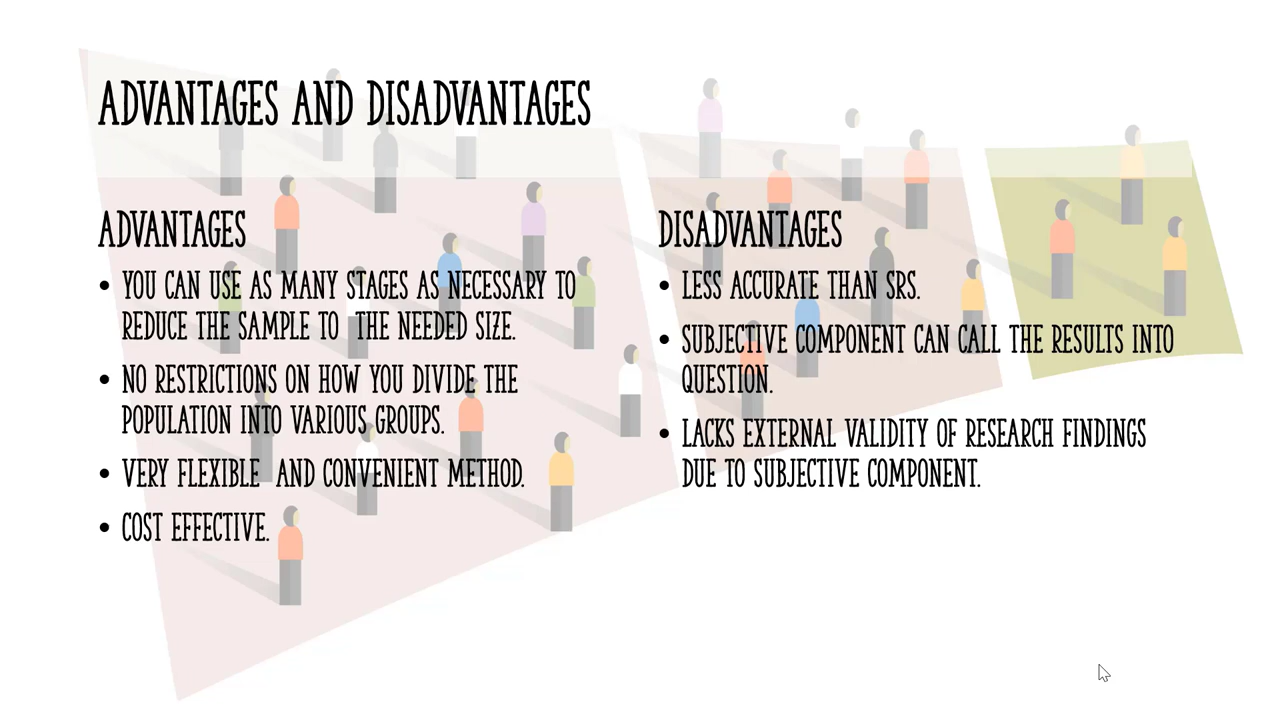 ADVANTAGES AND DISADVANTAGES
ADVANTAGES
• YOU CAN USE AS MANY STAGES AS NECESSARY TO
REDUCE THE SAMPLE TO THE NEEDED SIZE.
• NO RESTRICTIONS ON HOW YOU DIVIDE THE
POPULATION INTO VARIOUS GROUPS.
• VERY FLEXIBLE AND CONVENIENT METHOD.
• COST EFFECTIVE.
DISADVANTAGES
• LESS ACCURATE THAN SRS.
• SUBJECTIVE COMPONENT CAN CALL THE RESULTS INTO
QUESTION.
• LACKS EXTERNAL VALIDITY OF RESEARCH FINDINGS
DUE TO SUBJECTIVE COMPONENT.